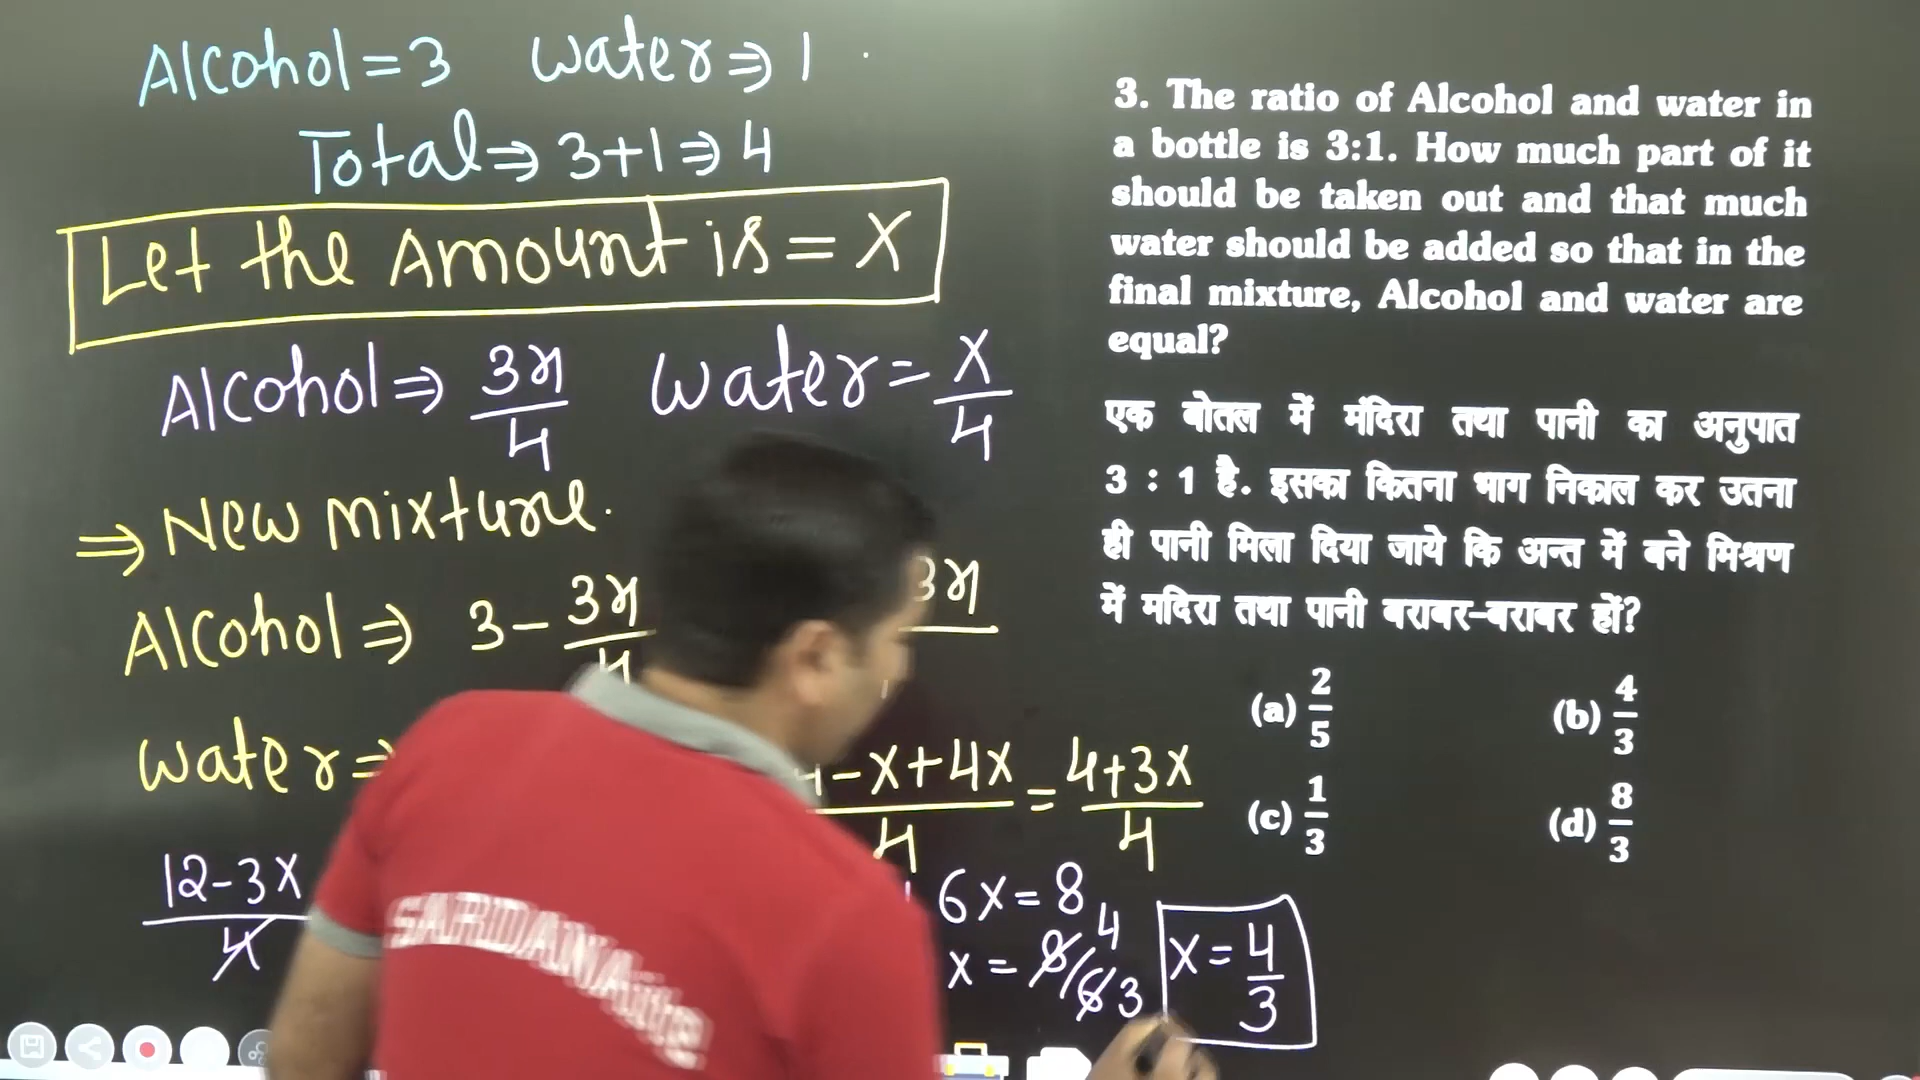 Alcohol = 3 water ⇒ 1
Total ⇒ 3+1 ⇒ 4
Let the Amount is = x
Alcohol ⇒ 3x/4 water = x/4
⇒ New mixture.
Alcohol ⇒ 3 - 3x/4 3x
water ⇒ 4-x+4x/4 = 4+3x/4
12-3x/4
6x = 8
x = 8/6 4 3
x = 4/3
3. The ratio of Alcohol and water in
a bottle is 3:1. How much part of it
should be taken out and that much
water should be added so that in the
final mixture, Alcohol and water are
equal?
एक बोतल में मंदिरा तथा पानी का अनुपात
3 : 1 है. इसका कितना भाग निकाल कर उतना
ही पानी मिला दिया जाये कि अन्त में बने मिश्रण
में मदिरा तथा पानी बराबर-बराबर हों?
(a) 2/5 (b) 4/3
(c) 1/3 (d) 8/3